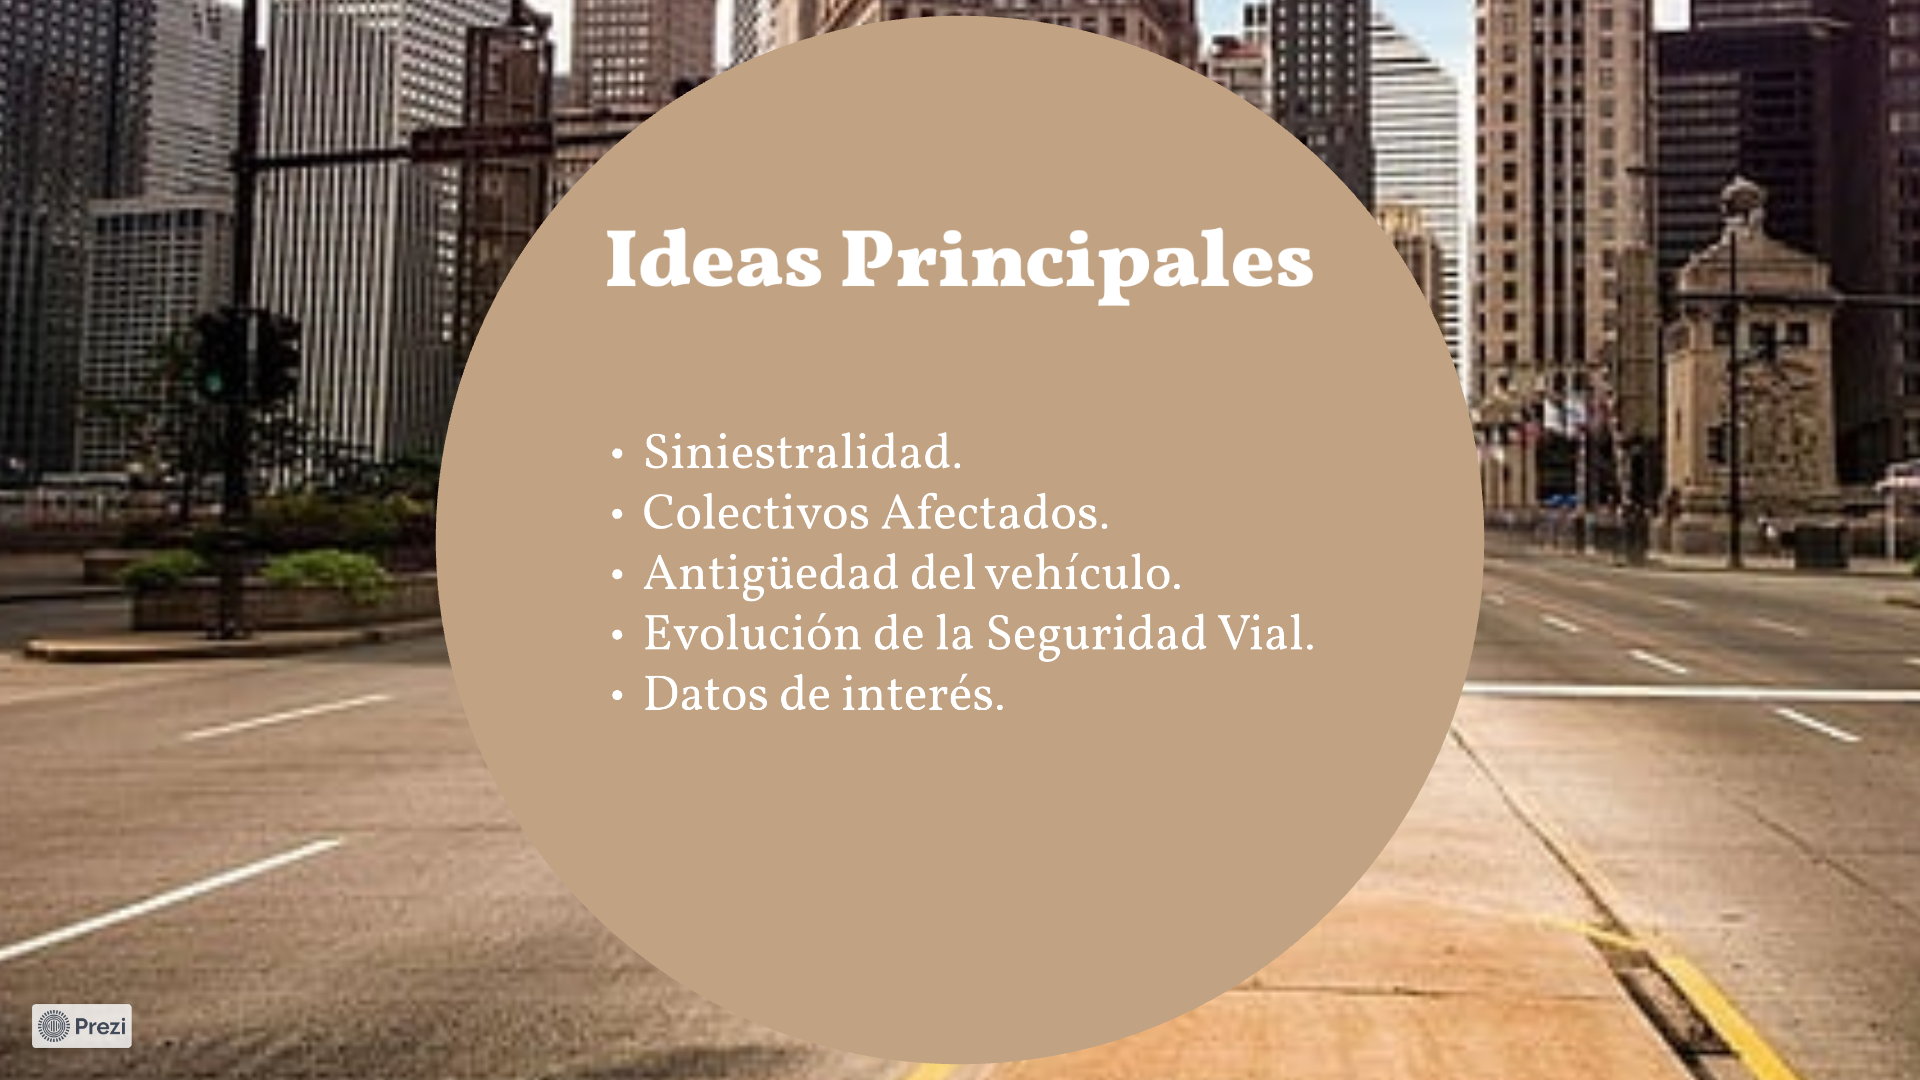 Ideas Principales
• Siniestralidad.
• Colectivos Afectados.
• Antigüedad del vehículo.
• Evolución de la Seguridad Vial.
• Datos de interés.
Prezi